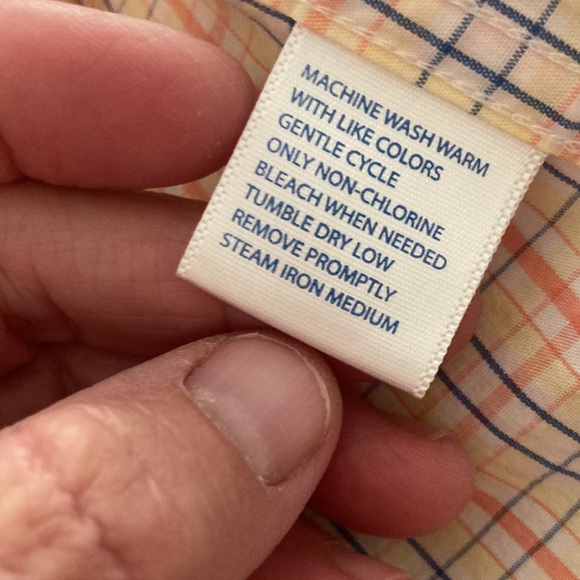 MACHINE WASH WARM
WITH LIKE COLORS
GENTLE CYCLE
ONLY NON-CHLORINE
BLEACH WHEN NEEDED
TUMBLE DRY LOW
REMOVE PROMPTLY
STEAM IRON MEDIUM